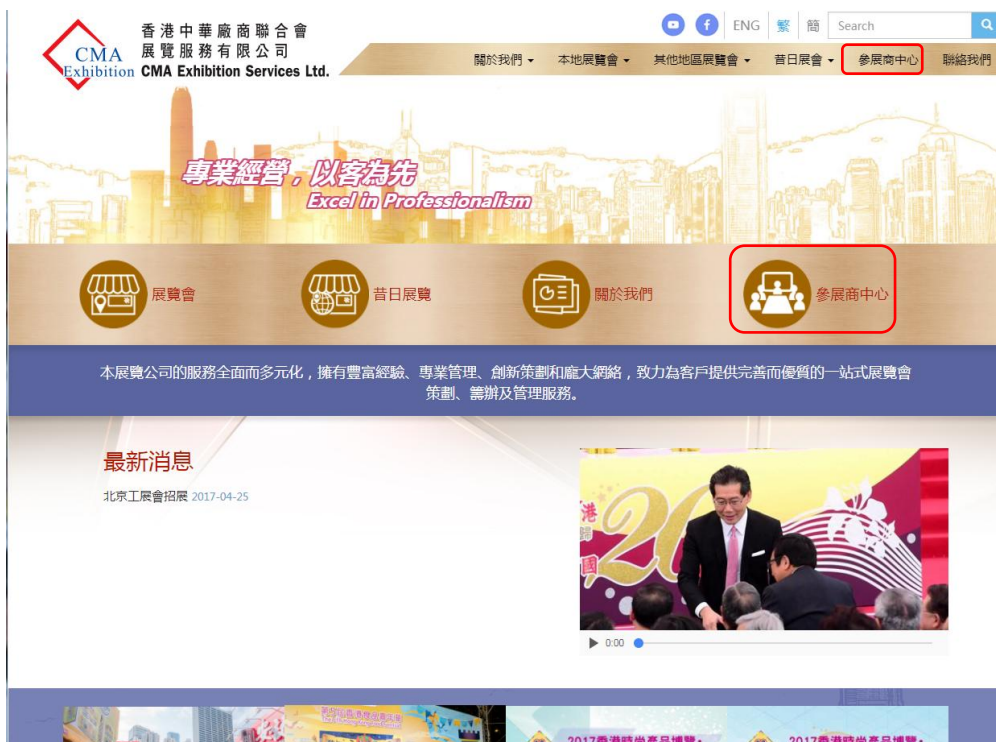 香港中華廠商聯合會
展覽服務有限公司
CMA Exhibition Services Ltd.
CMA
Exhibition
ENG 繁 簡 Search
關於我們 本地展覽會 其他地區展覽會 昔日展會 參展商中心 聯絡我們
專業經營，以客為先
Excel in Professionalism
展覽會 昔日展覽 關於我們 參展商中心
本展覽公司的服務全面而多元化，擁有豐富經驗、專業管理、創新策劃和龐大網絡，致力為客戶提供完善而優質的一站式展覽會
策劃、籌辦及管理服務。
最新消息
北京工展會招展 2017-04-25
港
20
國
0:00
2017香港時尚產品博覽· 2017香港時尚產品博覽·